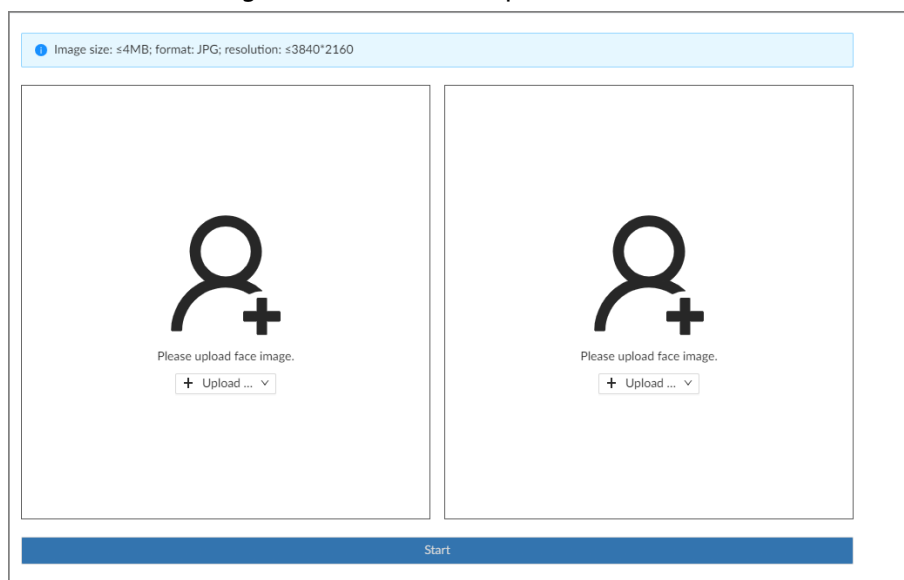 Image size: ≤4MB; format: JPG; resolution: ≤3840*2160
Please upload face image.
Please upload face image.
+ Upload ...
+ Upload ...
Start